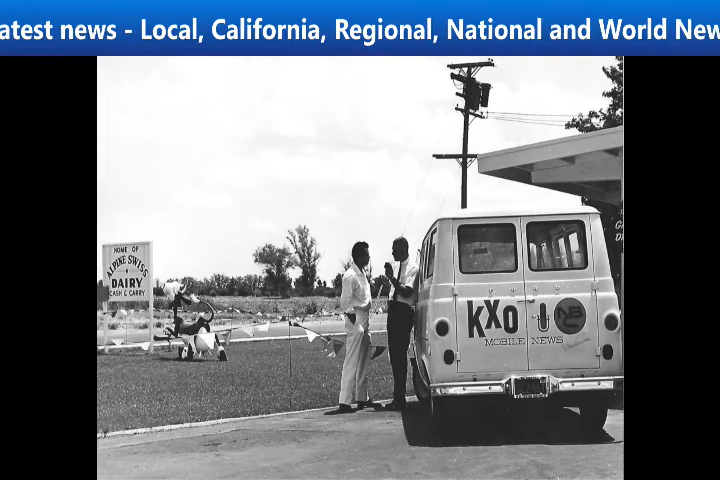 atest news - Local, California, Regional, National and World New
HOME OF
ALPINE SWISS
DAIRY
CASH & CARRY
KXO
NBC
MOBILE NEWS